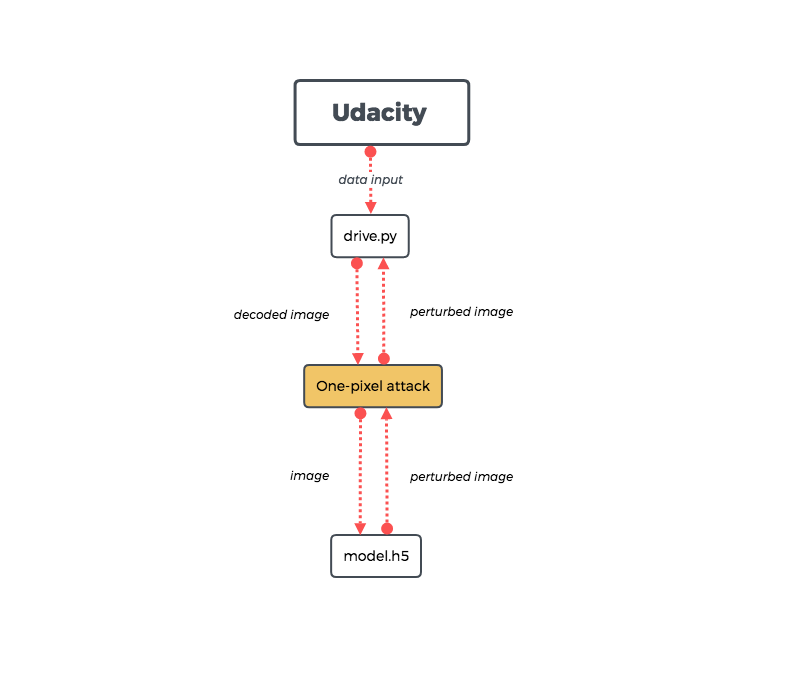 Udacity
data input
drive.py
decoded image
perturbed image
One-pixel attack
image
perturbed image
model.h5